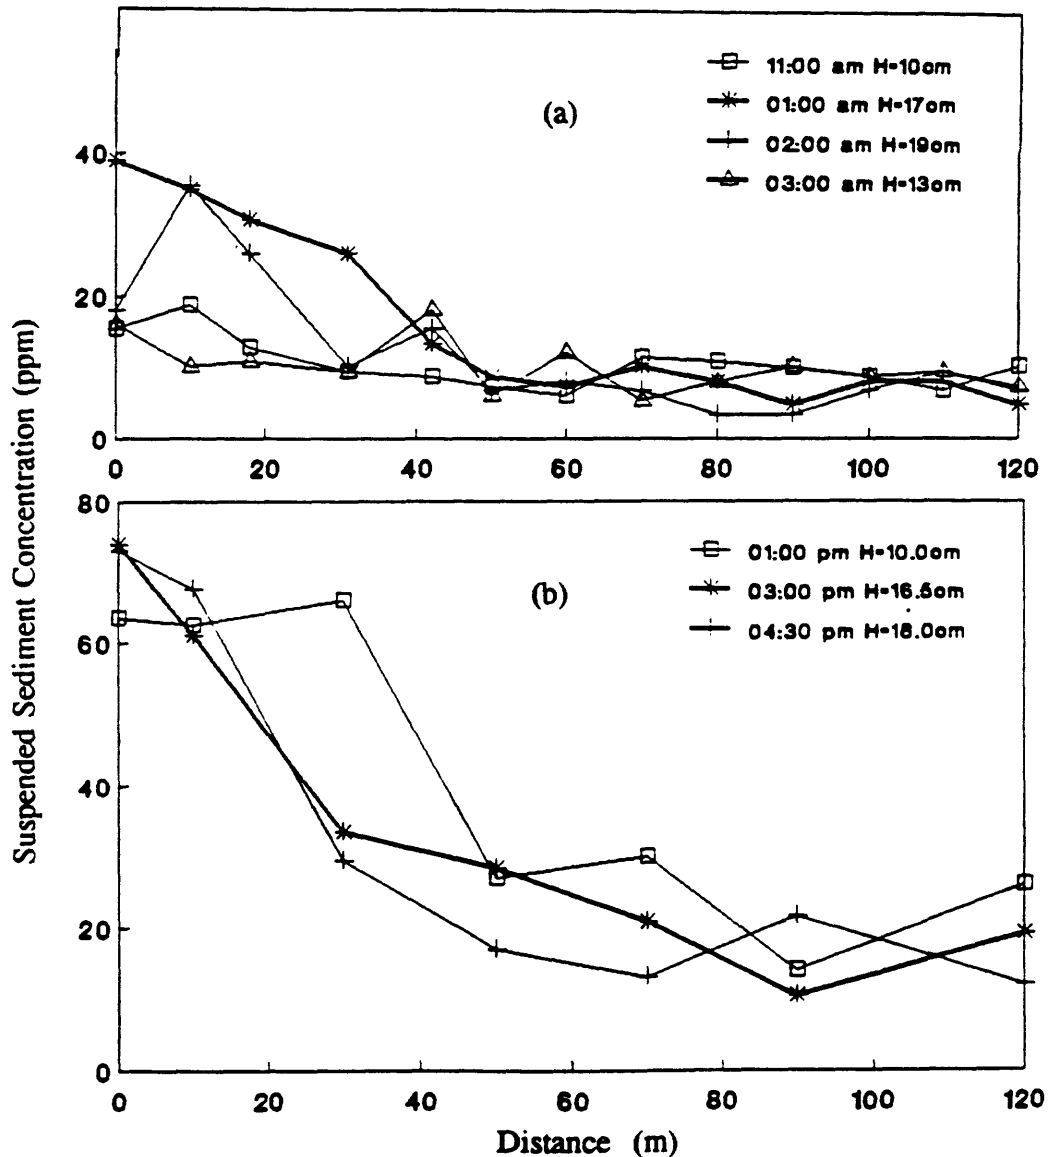 11:00 am H=10cm
01:00 am H=17cm
02:00 am H=19cm
03:00 am H=13cm
(a)
40
20
0
0 20 40 60 80 100 120
Suspended Sediment Concentration (ppm)
80
60
40
20
0
01:00 pm H=10.0cm
03:00 pm H=16.5cm
04:30 pm H=18.0cm
(b)
0 20 40 60 80 100 120
Distance (m)